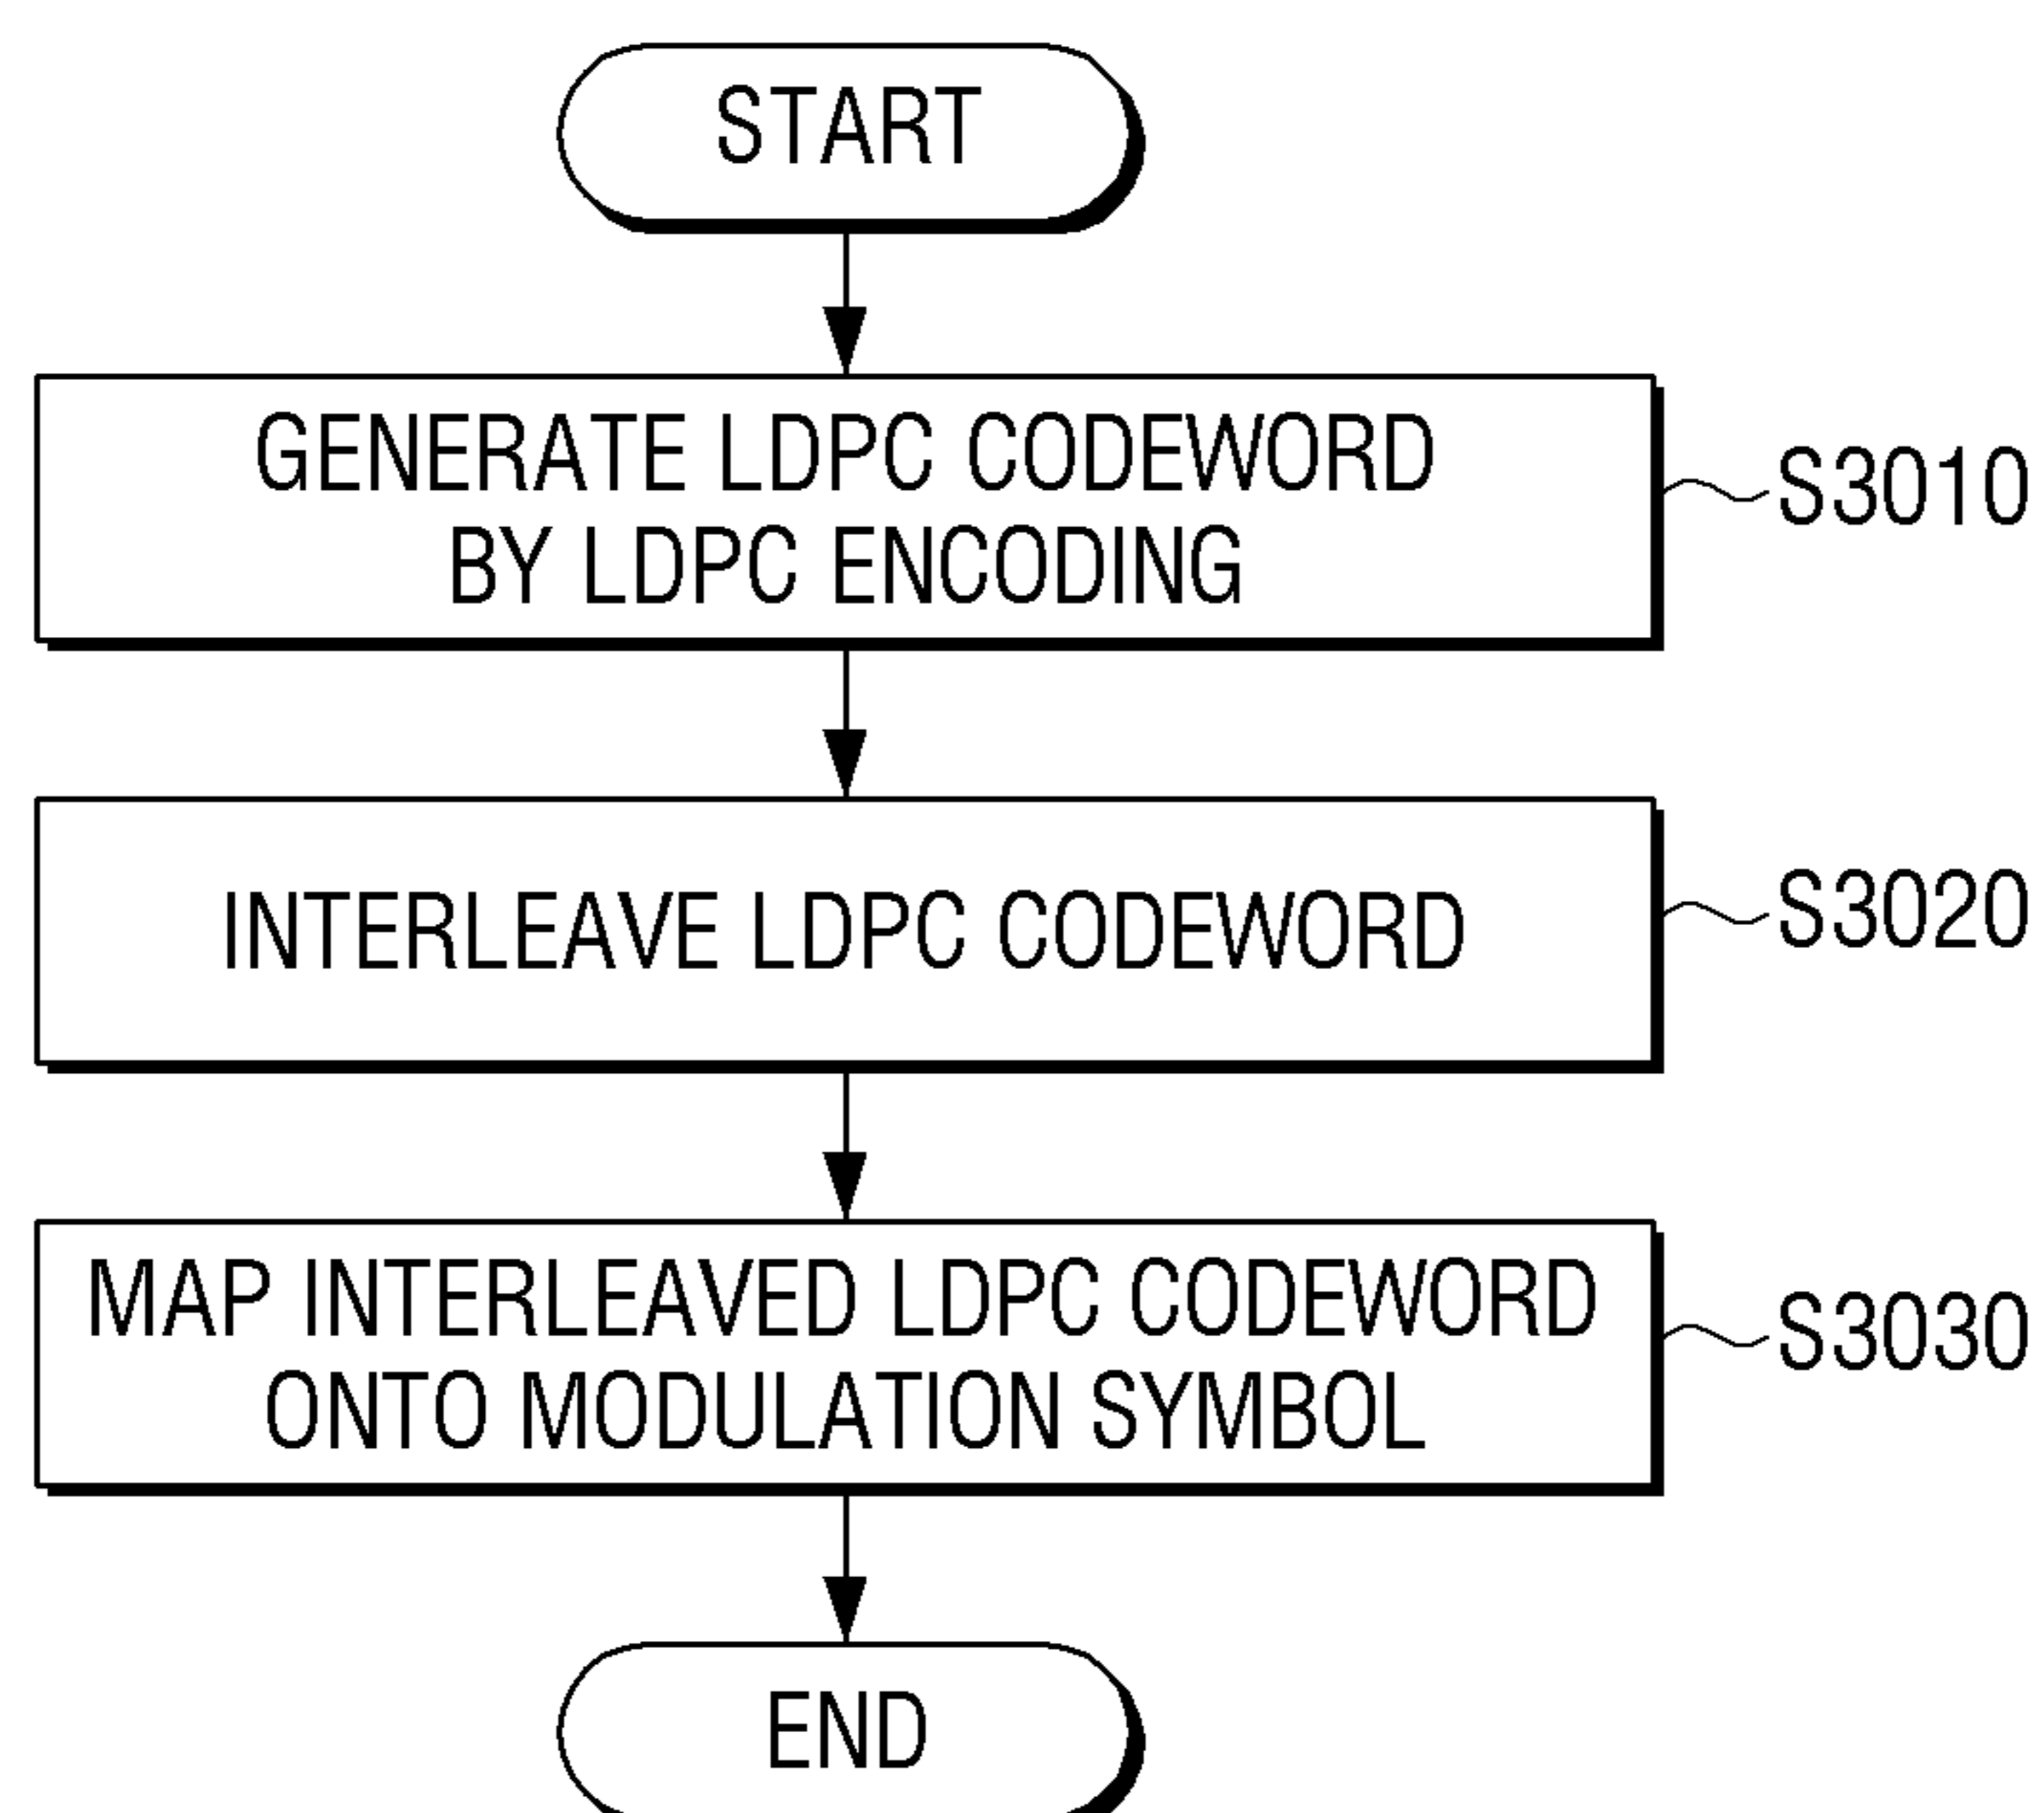 START
GENERATE LDPC CODEWORD
BY LDPC ENCODING
S3010
INTERLEAVE LDPC CODEWORD
S3020
MAP INTERLEAVED LDPC CODEWORD
ONTO MODULATION SYMBOL
S3030
END